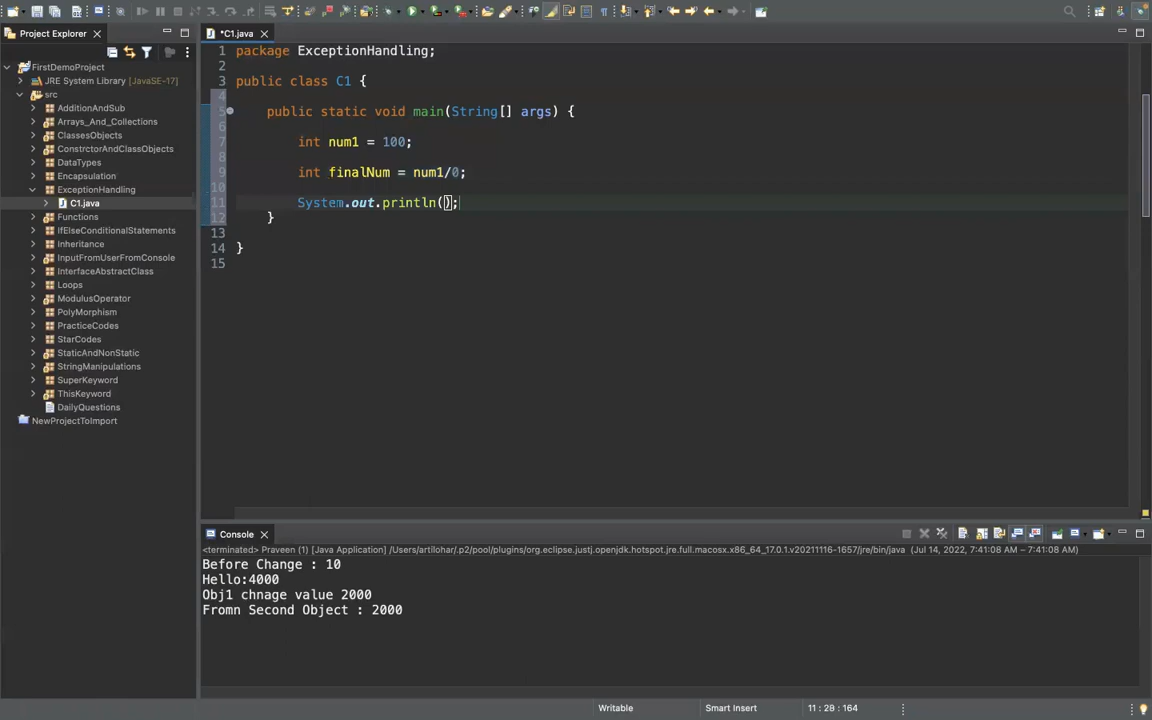 Project Explorer
FirstDemoProject
JRE System Library [JavaSE-17]
src
AdditionAndSub
Arrays_And_Collections
ClassesObjects
ConstrctorAndClassObjects
DataTypes
Encapsulation
ExceptionHandling
C1.java
Functions
IfElseConditionalStatements
Inheritance
InputFromUserFromConsole
InterfaceAbstractClass
Loops
ModulusOperator
PolyMorphism
PracticeCodes
StarCodes
StaticAndNonStatic
StringManipulations
SuperKeyword
ThisKeyword
DailyQuestions
NewProjectToImport
*C1.java
1 package ExceptionHandling;
2
3 public class C1 {
4
5 public static void main(String[] args) {
6
7 int num1 = 100;
8
9 int finalNum = num1/0;
10
11 System.out.println();
12 }
13
14 }
15
Console
<terminated> Praveen (1) [Java Application] /Users/artilohar/.p2/pool/plugins/org.eclipse.justj.openjdk.hotspot.jre.full.macosx.x86_64_17.0.1.v20211116-1657/jre/bin/java (Jul 14, 2022, 7:41:08 AM – 7:41:08 AM)
Before Change : 10
Hello:4000
Obj1 chnage value 2000
Fromn Second Object : 2000
Writable
Smart Insert
11 : 28 : 164